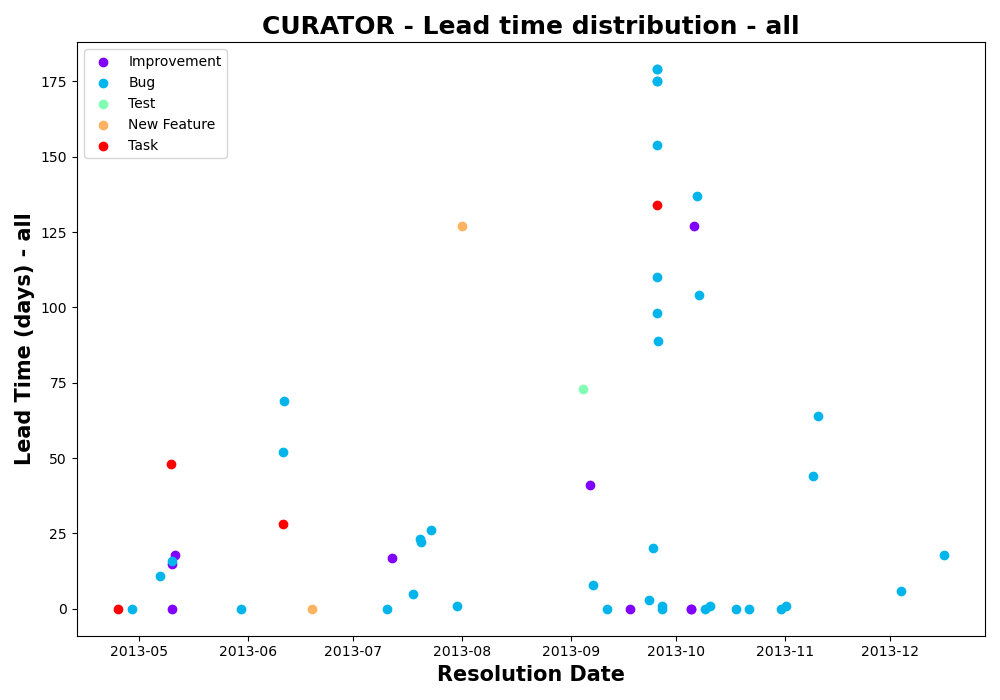 CURATOR - Lead time distribution - all
Improvement
Bug
Test
New Feature
Task
Lead Time (days) - all
175
150
125
100
75
50
25
0
2013-05 2013-06 2013-07 2013-08 2013-09 2013-10 2013-11 2013-12
Resolution Date